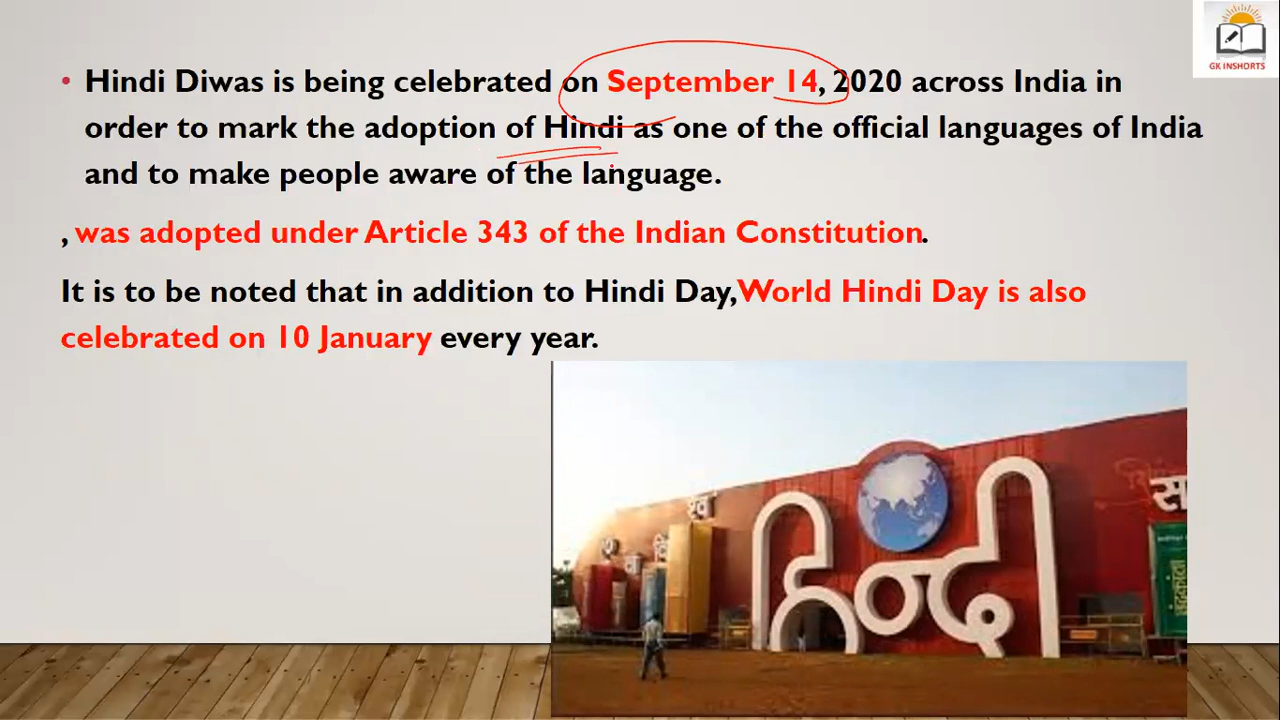 • Hindi Diwas is being celebrated on September 14, 2020 across India in
order to mark the adoption of Hindi as one of the official languages of India
and to make people aware of the language.
, was adopted under Article 343 of the Indian Constitution.
It is to be noted that in addition to Hindi Day,World Hindi Day is also
celebrated on 10 January every year.
GK INSHORTS
हिन्दी